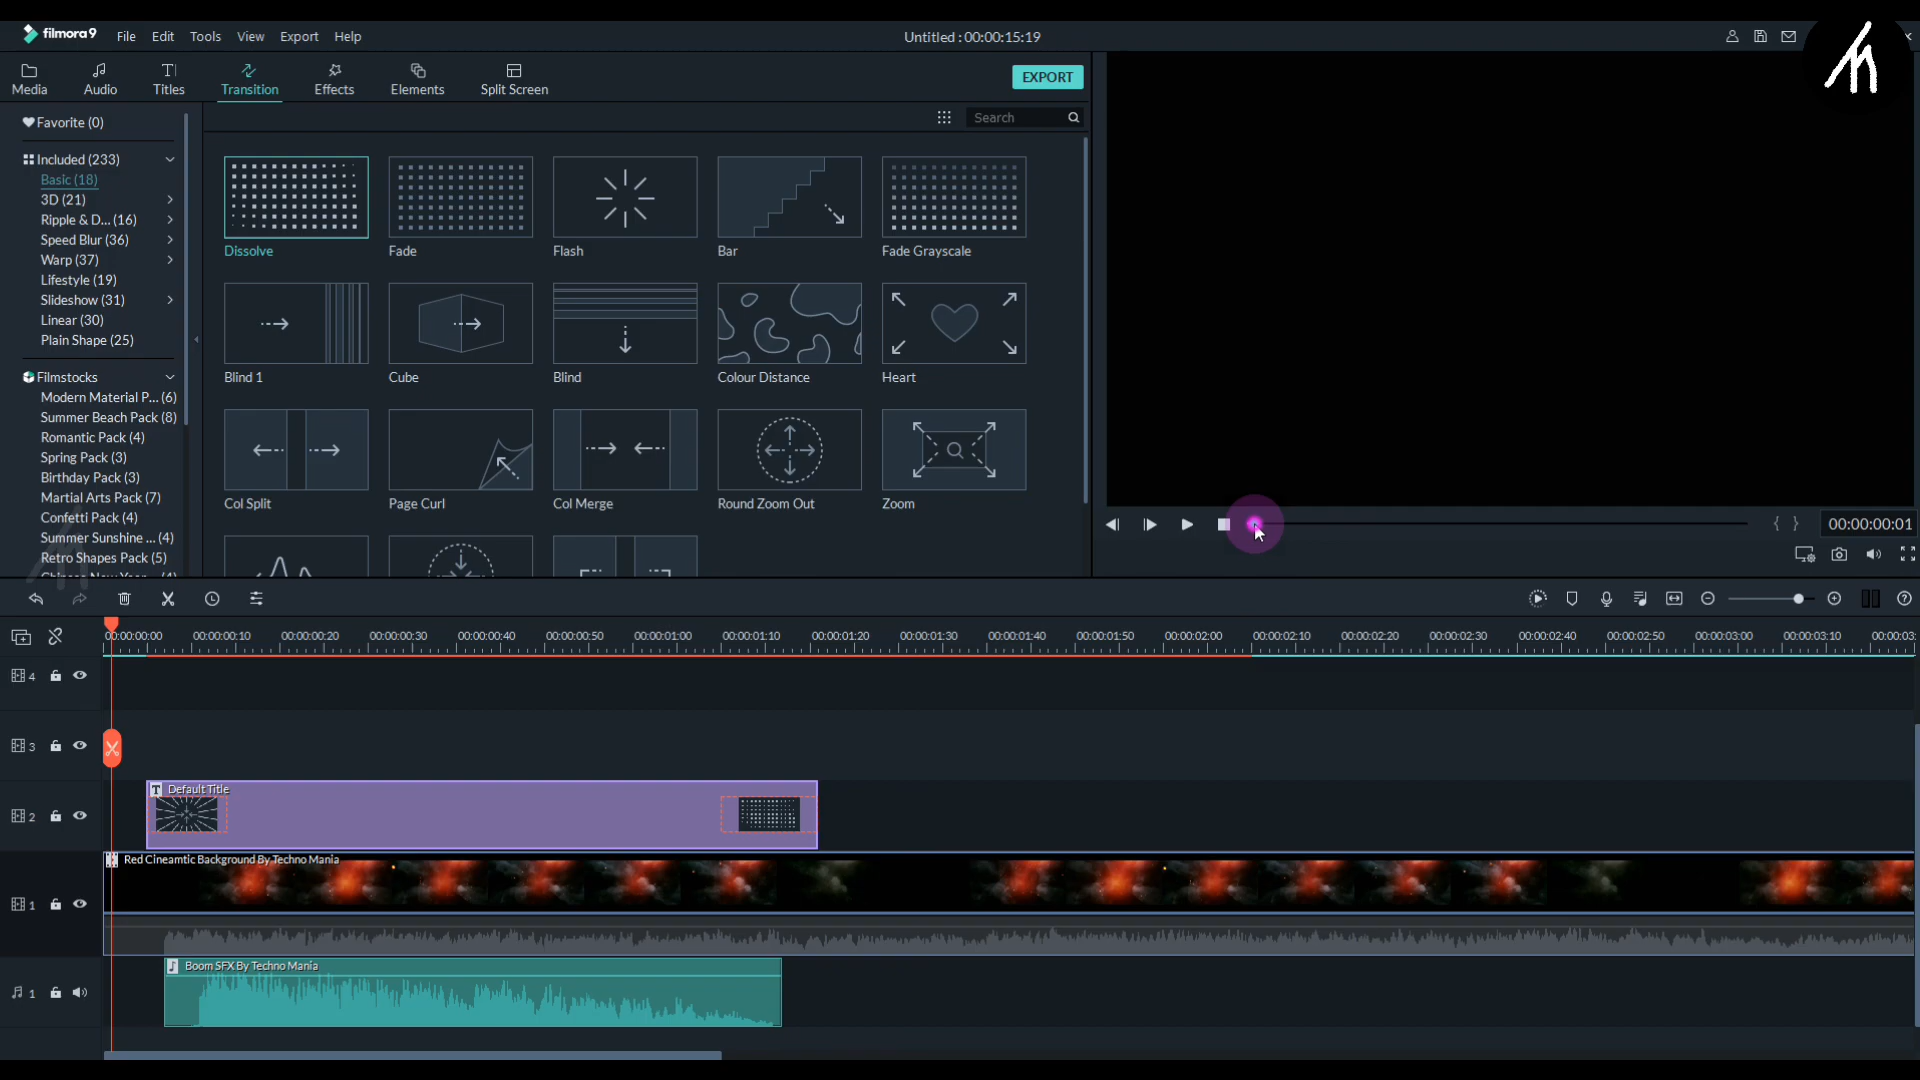 filmora9 File Edit Tools View Export Help
Untitled : 00:00:15:19
Media Audio Titles Transition Effects Elements Split Screen
EXPORT
Search
Favorite (0)
Included (233)
Basic (18)
3D (21)
Ripple & D... (16)
Speed Blur (36)
Warp (37)
Lifestyle (19)
Slideshow (31)
Linear (30)
Plain Shape (25)
Filmstocks
Modern Material P... (6)
Summer Beach Pack (8)
Romantic Pack (4)
Spring Pack (3)
Birthday Pack (3)
Martial Arts Pack (7)
Confetti Pack (4)
Summer Sunshine ... (4)
Retro Shapes Pack (5)
Dissolve Fade Flash Bar Fade Grayscale
Blind 1 Cube Blind Colour Distance Heart
Col Split Page Curl Col Merge Round Zoom Out Zoom
00:00:00:01
00:00:00:00 00:00:00:10 00:00:00:20 00:00:00:30 00:00:00:40 00:00:00:50 00:00:01:00 00:00:01:10 00:00:01:20 00:00:01:30 00:00:01:40 00:00:01:50 00:00:02:00 00:00:02:10 00:00:02:20 00:00:02:30 00:00:02:40 00:00:02:50 00:00:03:00 00:00:03:10 00:00:03:
4
3
2
Default Title
Red Cineamtic Background By Techno Mania
1
Boom SFX By Techno Mania
1